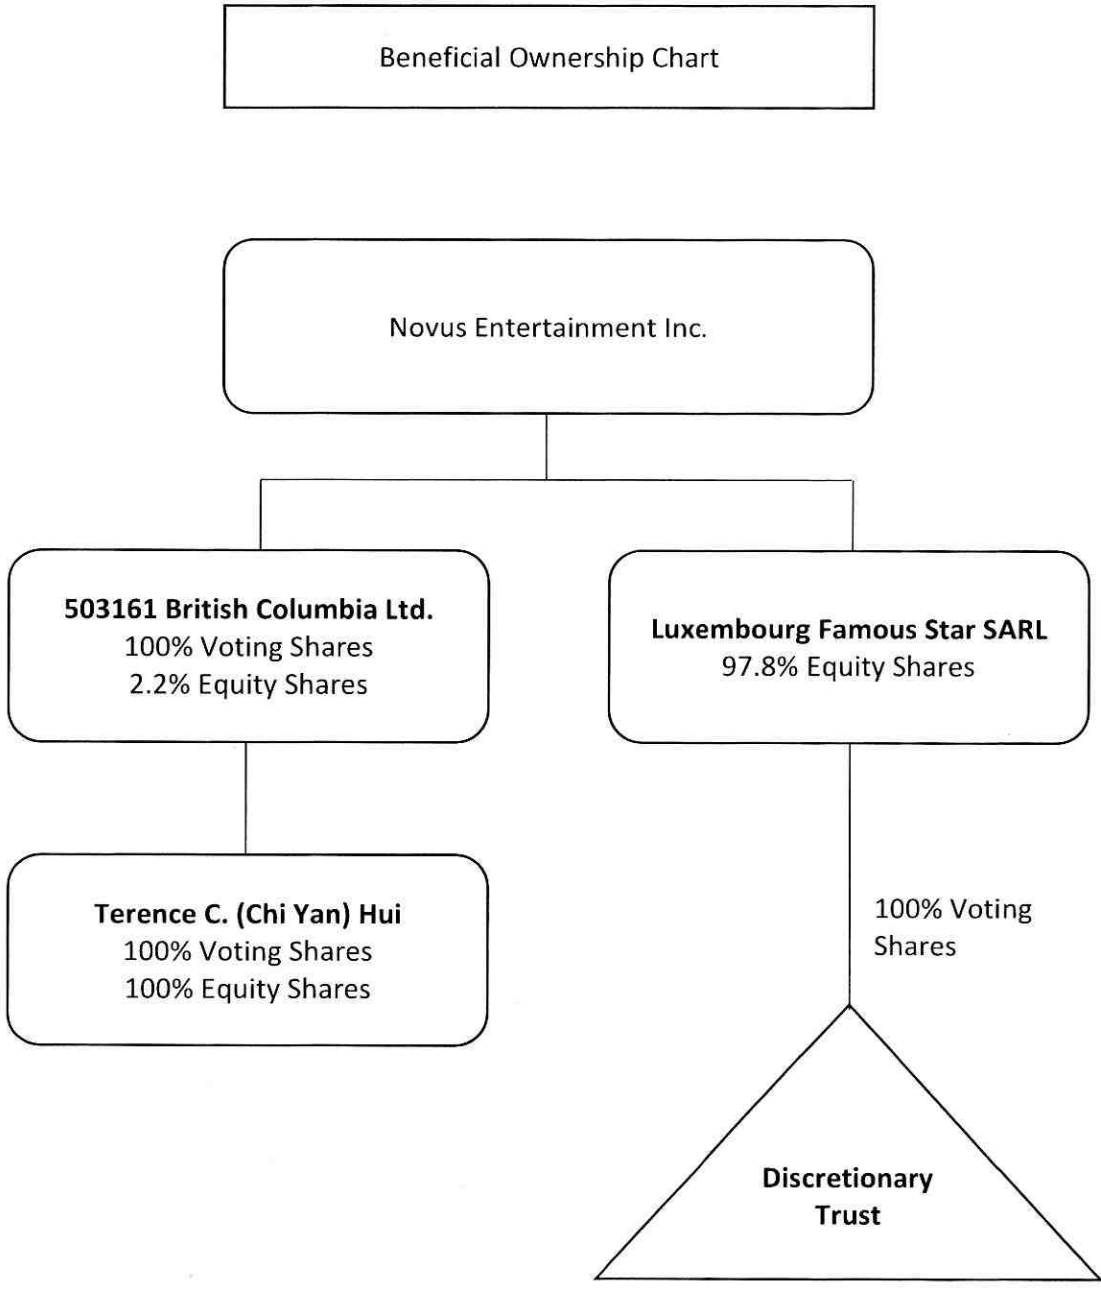 Beneficial Ownership Chart
Novus Entertainment Inc.
503161 British Columbia Ltd.
100% Voting Shares
2.2% Equity Shares
Luxembourg Famous Star SARL
97.8% Equity Shares
Terence C. (Chi Yan) Hui
100% Voting Shares
100% Equity Shares
100% Voting
Shares
Discretionary
Trust